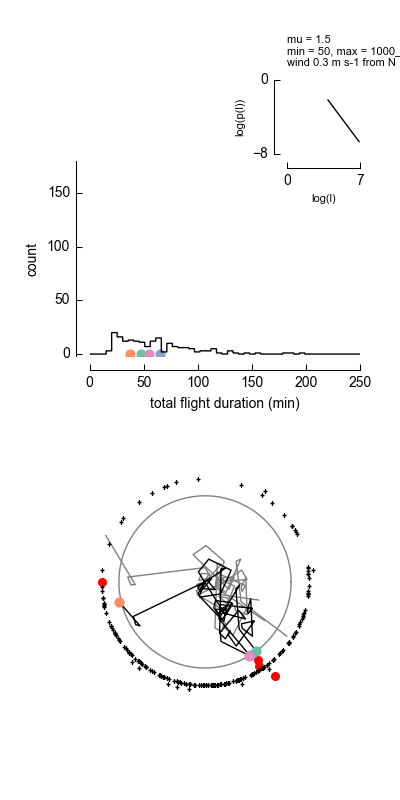 mu = 1.5
min = 50, max = 1000_
wind 0.3 m s-1 from N
0
log(p(l))
−8
0
7
log(l)
150
count
100
50
0
0
50
100
150
200
250
total flight duration (min)